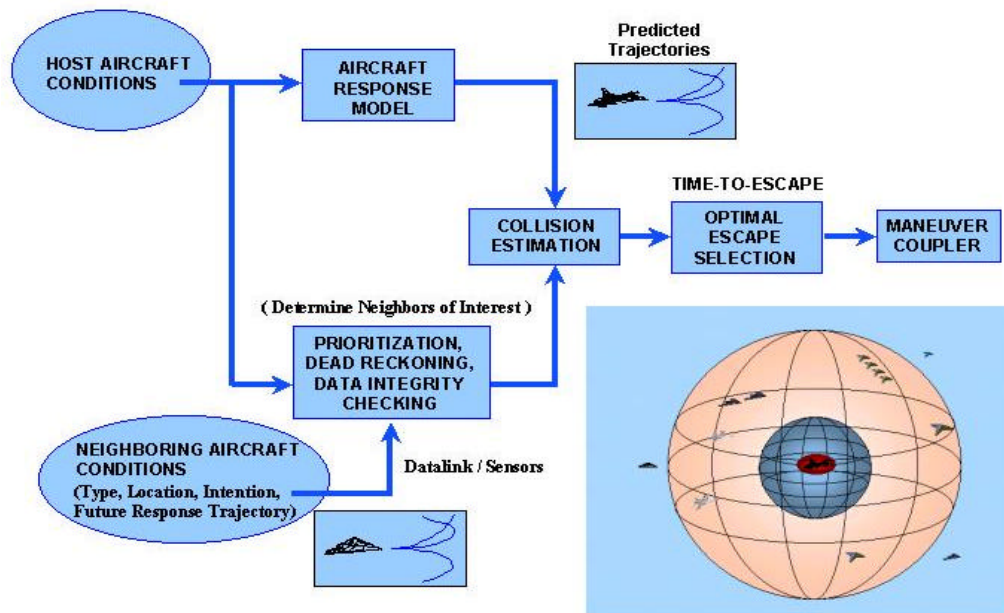 HOST AIRCRAFT
CONDITIONS
AIRCRAFT
RESPONSE
MODEL
Predicted
Trajectories
COLLISION
ESTIMATION
TIME-TO-ESCAPE
OPTIMAL
ESCAPE
SELECTION
MANEUVER
COUPLER
( Determine Neighbors of Interest )
PRIORITIZATION,
DEAD RECKONING,
DATA INTEGRITY
CHECKING
NEIGHBORING AIRCRAFT
CONDITIONS
(Type, Location, Intention,
Future Response Trajectory)
Datalink / Sensors